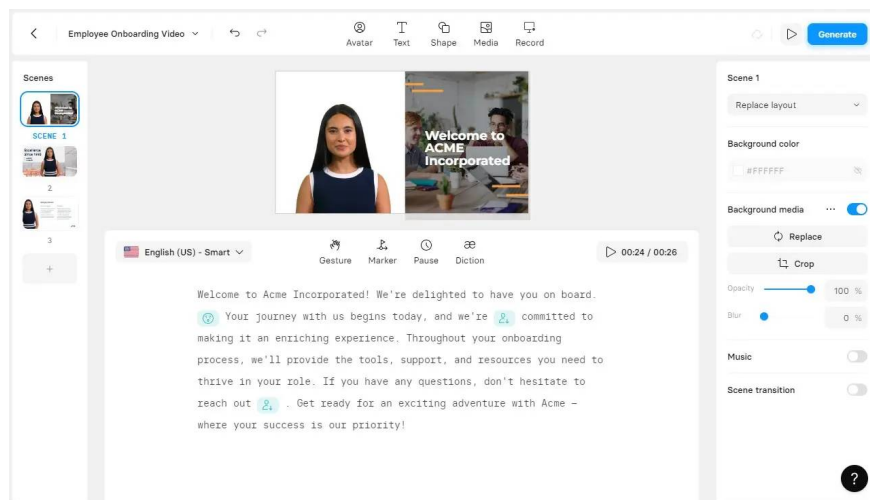 Employee Onboarding Video
Avatar
Text
Shape
Media
Record
Generate
Scenes
SCENE 1
2
3
+
Welcome to
ACME
Incorporated
English (US) - Smart
Gesture
Marker
Pause
æ
Diction
00:24 / 00:26
Welcome to Acme Incorporated! We're delighted to have you on board.
Your journey with us begins today, and we're committed to
making it an enriching experience. Throughout your onboarding
process, we'll provide the tools, support, and resources you need to
thrive in your role. If you have any questions, don't hesitate to
reach out . Get ready for an exciting adventure with Acme –
where your success is our priority!
Scene 1
Replace layout
Background color
#FFFFFF
Background media
Replace
Crop
Opacity
100 %
Blur
0 %
Music
Scene transition
?